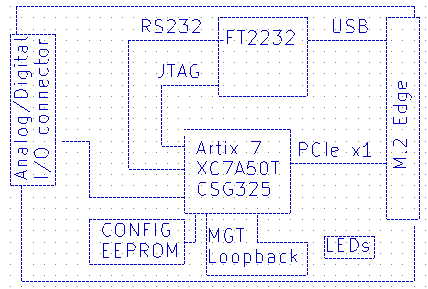 RS232
FT2232
USB
JTAG
Analog/Digital
I/O connector
M.2 Edge
Artix 7
XC7A50T
CSG325
PCIe x1
CONFIG
EEPROM
MGT
Loopback
LEDs